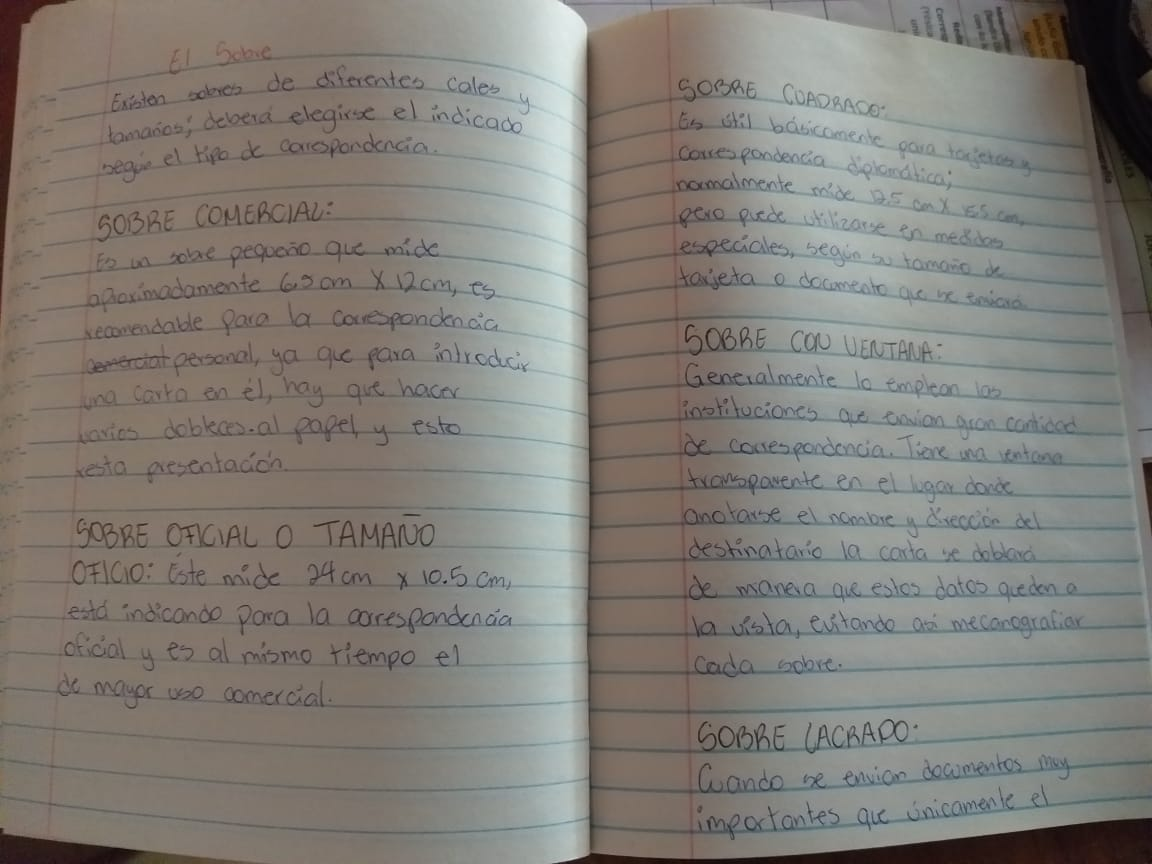 El Sobre
Existen sobres de diferentes cales y
tamaños; deberá elegirse el indicado
según el tipo de correspondencia.
SOBRE COMERCIAL:
Es un sobre pequeño que mide
aproximadamente 6.5 cm X 12 cm, es
recomendable para la correspondencia
comercial personal, ya que para introducir
una carta en él, hay que hacer
varios dobleces al papel, y esto
resta presentación.
SOBRE OFICIAL O TAMAÑO
OFICIO: Éste mide 24 cm x 10.5 cm,
está indicando para la correspondencia
oficial y es al mismo tiempo el
de mayor uso comercial.
SOBRE CUADRADO:
Es útil básicamente para tarjetas y
correspondencia diplomática;
normalmente mide 12.5 cm X 15.5 cm,
pero puede utilizarse en medidas
especiales, según su tamaño de
tarjeta o documento que se enviará
SOBRE CON VENTANA:
Generalmente lo emplean las
instituciones que envian gran cantidad
de correspondencia. Tiene una ventana
transparente en el lugar donde
anotarse el nombre y dirección del
destinatario la carta se doblará
de manera que estos datos queden a
la vista, evitando asi mecanografiar
cada sobre.
SOBRE LACRADO:
Cuando se envian documentos muy
importantes que únicamente el